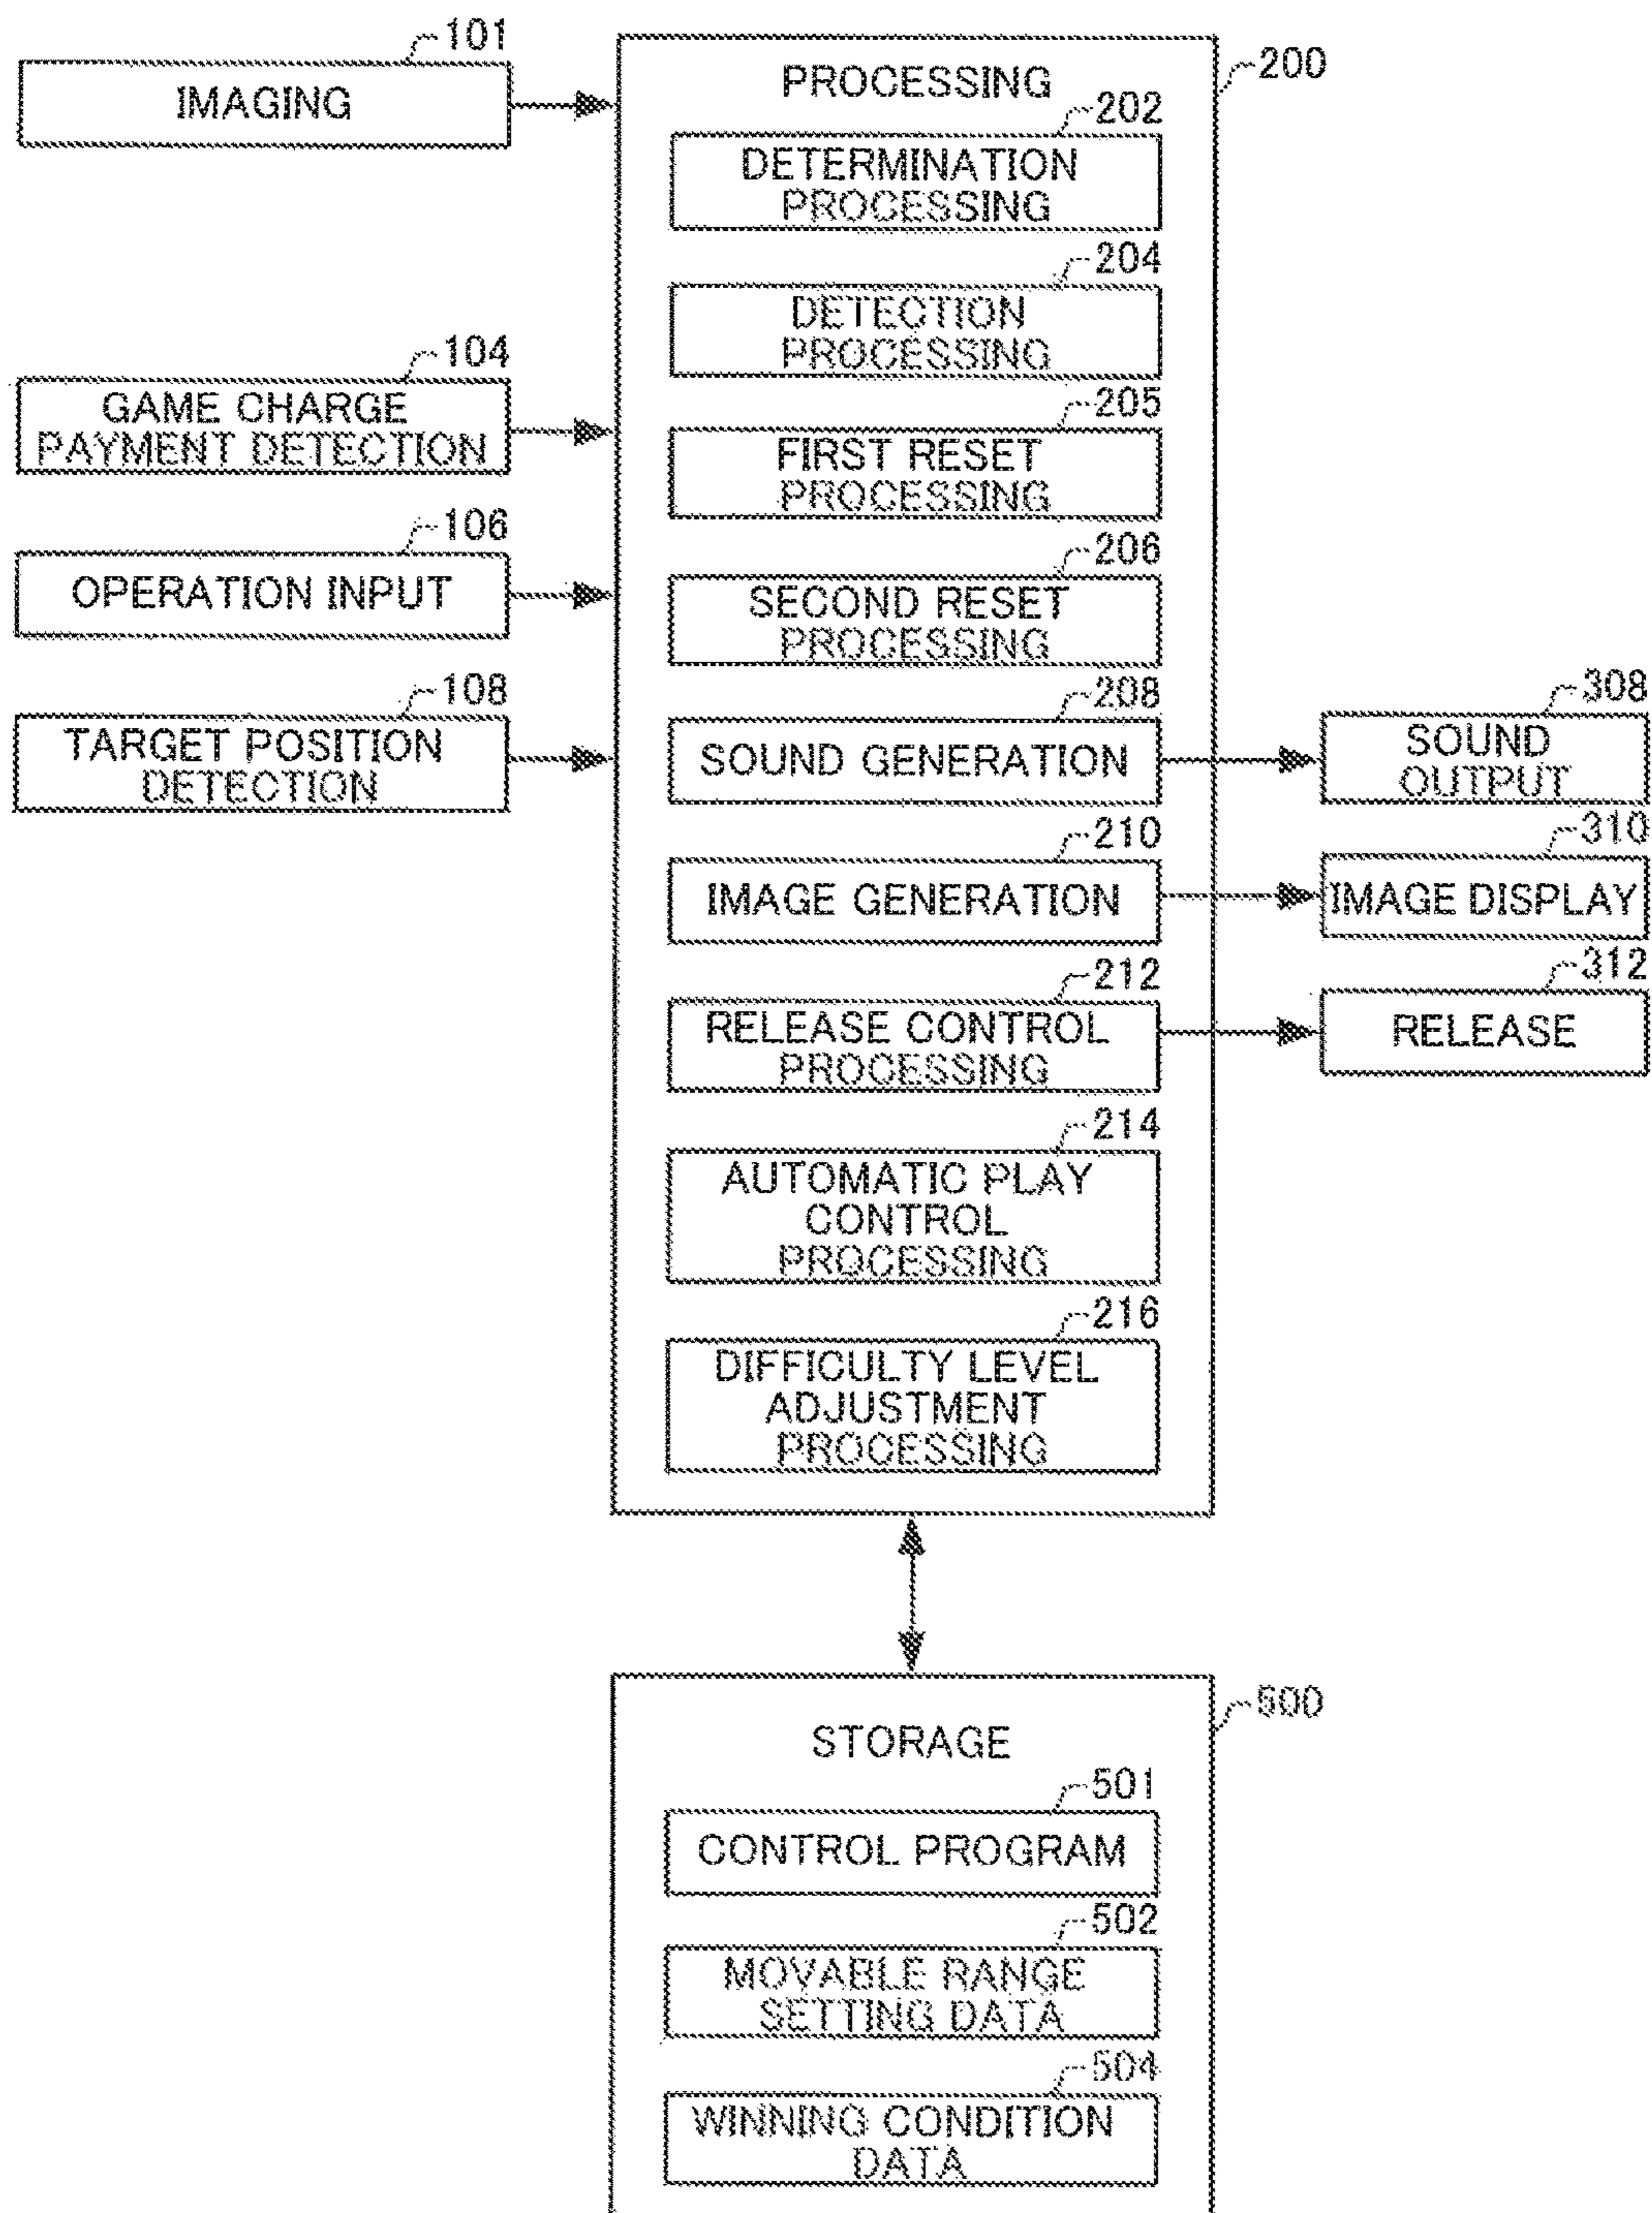 101
IMAGING
104
GAME CHARGE
PAYMENT DETECTION
106
OPERATION INPUT
108
TARGET POSITION
DETECTION
200
PROCESSING
202
DETERMINATION
PROCESSING
204
DETECTION
PROCESSING
205
FIRST RESET
PROCESSING
206
SECOND RESET
PROCESSING
208
SOUND GENERATION
210
IMAGE GENERATION
212
RELEASE CONTROL
PROCESSING
214
AUTOMATIC PLAY
CONTROL
PROCESSING
216
DIFFICULTY LEVEL
ADJUSTMENT
PROCESSING
308
SOUND
OUTPUT
310
IMAGE DISPLAY
312
RELEASE
500
STORAGE
501
CONTROL PROGRAM
502
MOVABLE RANGE
SETTING DATA
504
WINNING CONDITION
DATA